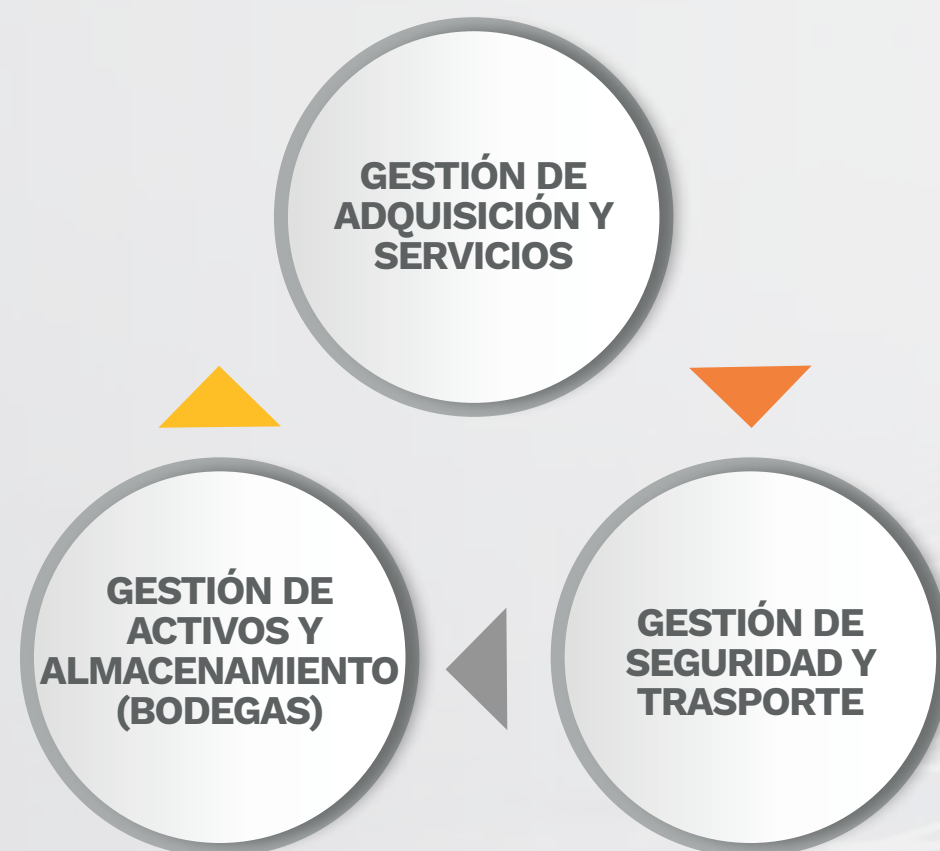 GESTIÓN DE
ADQUISICIÓN Y
SERVICIOS
GESTIÓN DE
ACTIVOS Y
ALMACENAMIENTO
(BODEGAS)
GESTIÓN DE
SEGURIDAD Y
TRASPORTE